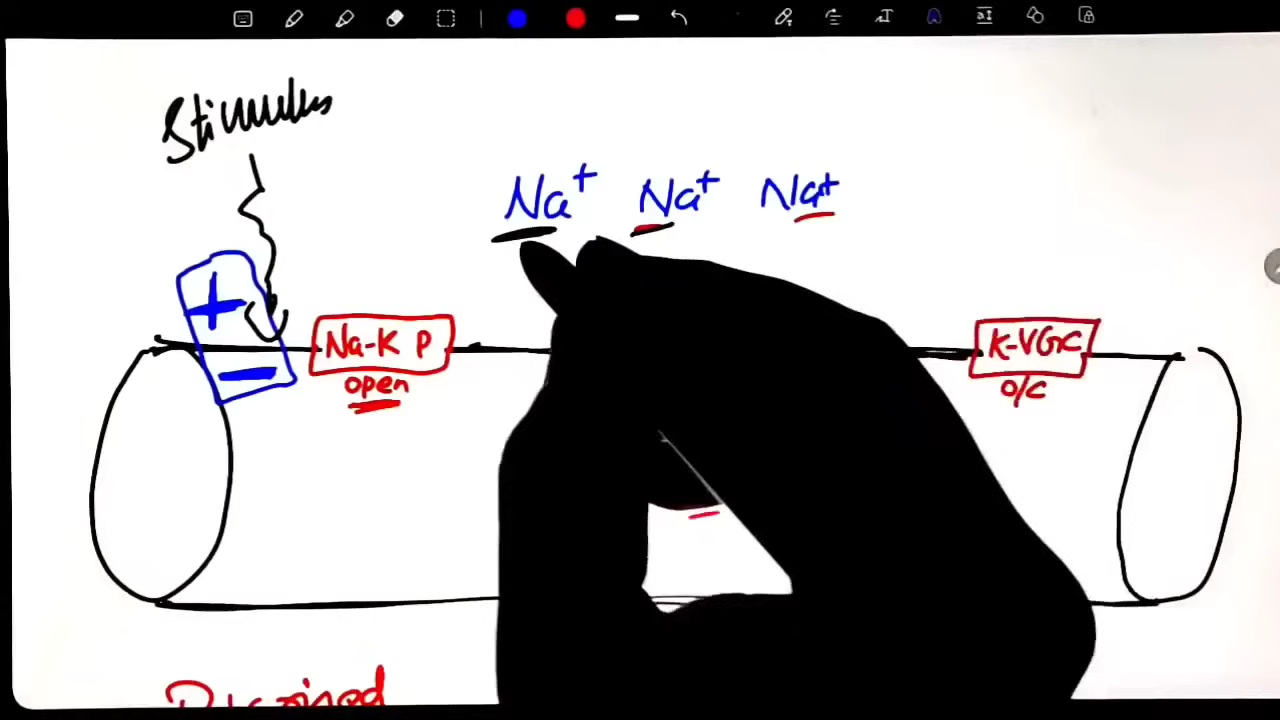 Stimulus
Na+ Na+ Na+
+
Na-K P
K-VGC
open
O/C
−